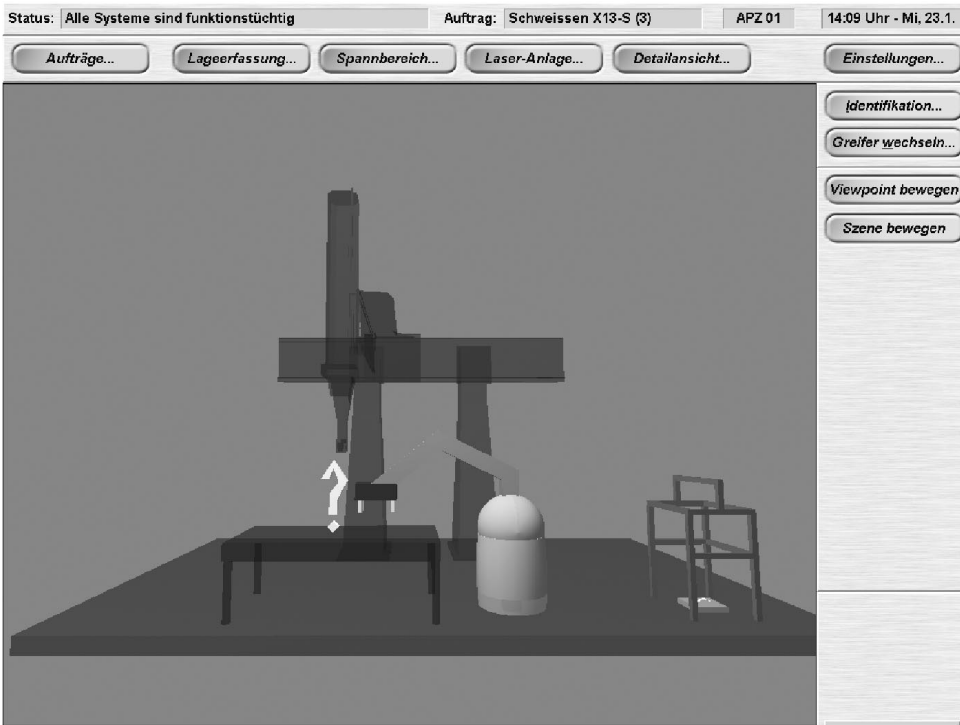 Status: Alle Systeme sind funktionstüchtig Auftrag: Schweissen X13-S (3) APZ 01 14:09 Uhr - Mi, 23.1.
Aufträge... Lageerfassung... Spannbereich... Laser-Anlage... Detailansicht... Einstellungen...
Identifikation...
Greifer wechseln...
Viewpoint bewegen
Szene bewegen
?